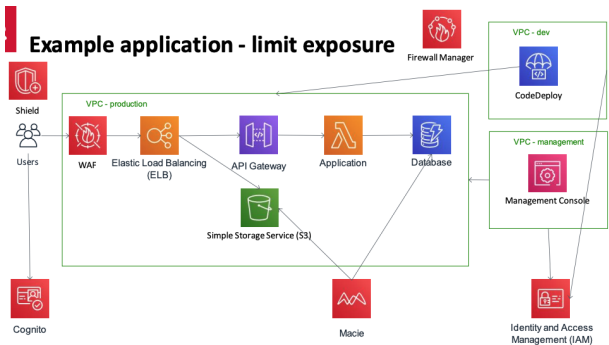 Example application - limit exposure
Firewall Manager
VPC - dev
CodeDeploy
Shield
VPC - production
Users
WAF
Elastic Load Balancing
(ELB)
API Gateway
Application
Database
VPC - management
Management Console
Simple Storage Service (S3)
Cognito
Macie
Identity and Access
Management (IAM)